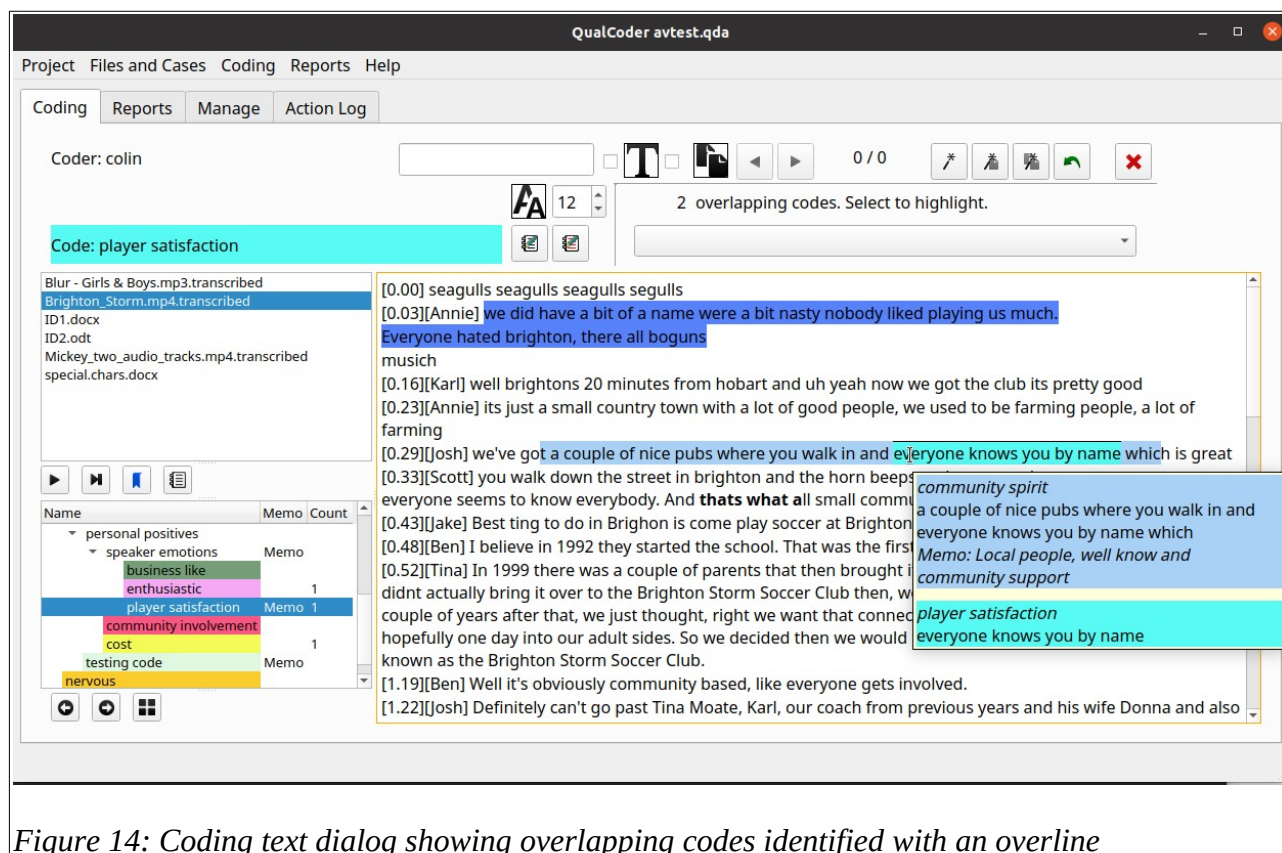 QualCoder avtest.qda
Project Files and Cases Coding Reports Help
Coding Reports Manage Action Log
Coder: colin
0 / 0
12
2 overlapping codes. Select to highlight.
Code: player satisfaction
Blur - Girls & Boys.mp3.transcribed
Brighton_Storm.mp4.transcribed
ID1.docx
ID2.odt
Mickey_two_audio_tracks.mp4.transcribed
special.chars.docx
Name Memo Count
personal positives
speaker emotions Memo
business like
enthusiastic 1
player satisfaction Memo 1
community involvement
cost 1
testing code Memo
nervous
[0.00] seagulls seagulls seagulls segulls
[0.03][Annie] we did have a bit of a name were a bit nasty nobody liked playing us much.
Everyone hated brighton, there all boguns
musich
[0.16][Karl] well brightons 20 minutes from hobart and uh yeah now we got the club its pretty good
[0.23][Annie] its just a small country town with a lot of good people, we used to be farming people, a lot of
farming
[0.29][Josh] we've got a couple of nice pubs where you walk in and everyone knows you by name which is great
[0.33][Scott] you walk down the street in brighton and the horn beeps
everyone seems to know everybody. And thats what all small commu
[0.43][Jake] Best ting to do in Brighon is come play soccer at Brighton
[0.48][Ben] I believe in 1992 they started the school. That was the first
[0.52][Tina] In 1999 there was a couple of parents that then brought i
didnt actually bring it over to the Brighton Storm Soccer Club then, we
couple of years after that, we just thought, right we want that connec
hopefully one day into our adult sides. So we decided then we would
known as the Brighton Storm Soccer Club.
[1.19][Ben] Well it's obviously community based, like everyone gets involved.
[1.22][Josh] Definitely can't go past Tina Moate, Karl, our coach from previous years and his wife Donna and also
community spirit
a couple of nice pubs where you walk in and
everyone knows you by name which
Memo: Local people, well know and
community support
player satisfaction
everyone knows you by name
Figure 14: Coding text dialog showing overlapping codes identified with an overline